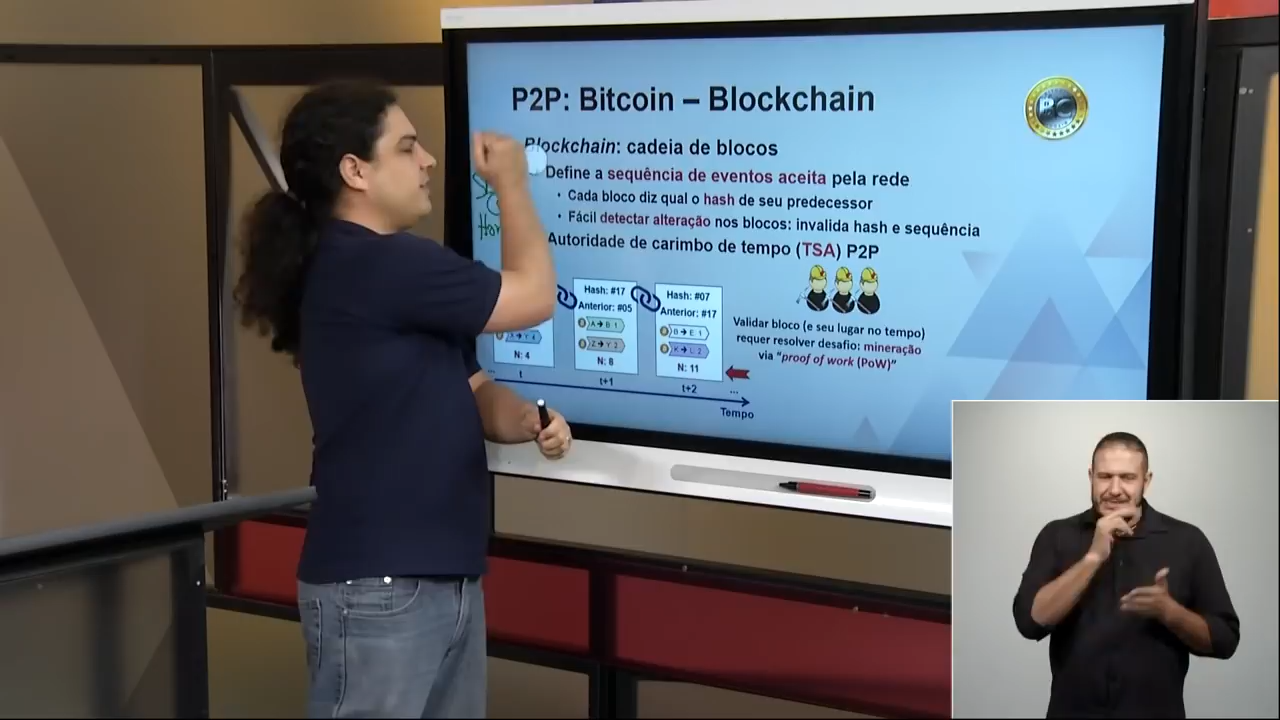 P2P: Bitcoin – Blockchain
Blockchain: cadeia de blocos
Define a sequência de eventos aceita pela rede
· Cada bloco diz qual o hash de seu predecessor
· Fácil detectar alteração nos blocos: invalida hash e sequência
Autoridade de carimbo de tempo (TSA) P2P
Hash: #17
Anterior: #05
A → B 1
Z → Y 2
N: 8
Hash: #07
Anterior: #17
B → E 1
K → L 2
N: 11
N: 4
Validar bloco (e seu lugar no tempo)
requer resolver desafio: mineração
via “proof of work (PoW)”
... t
t+1
t+2
...
Tempo